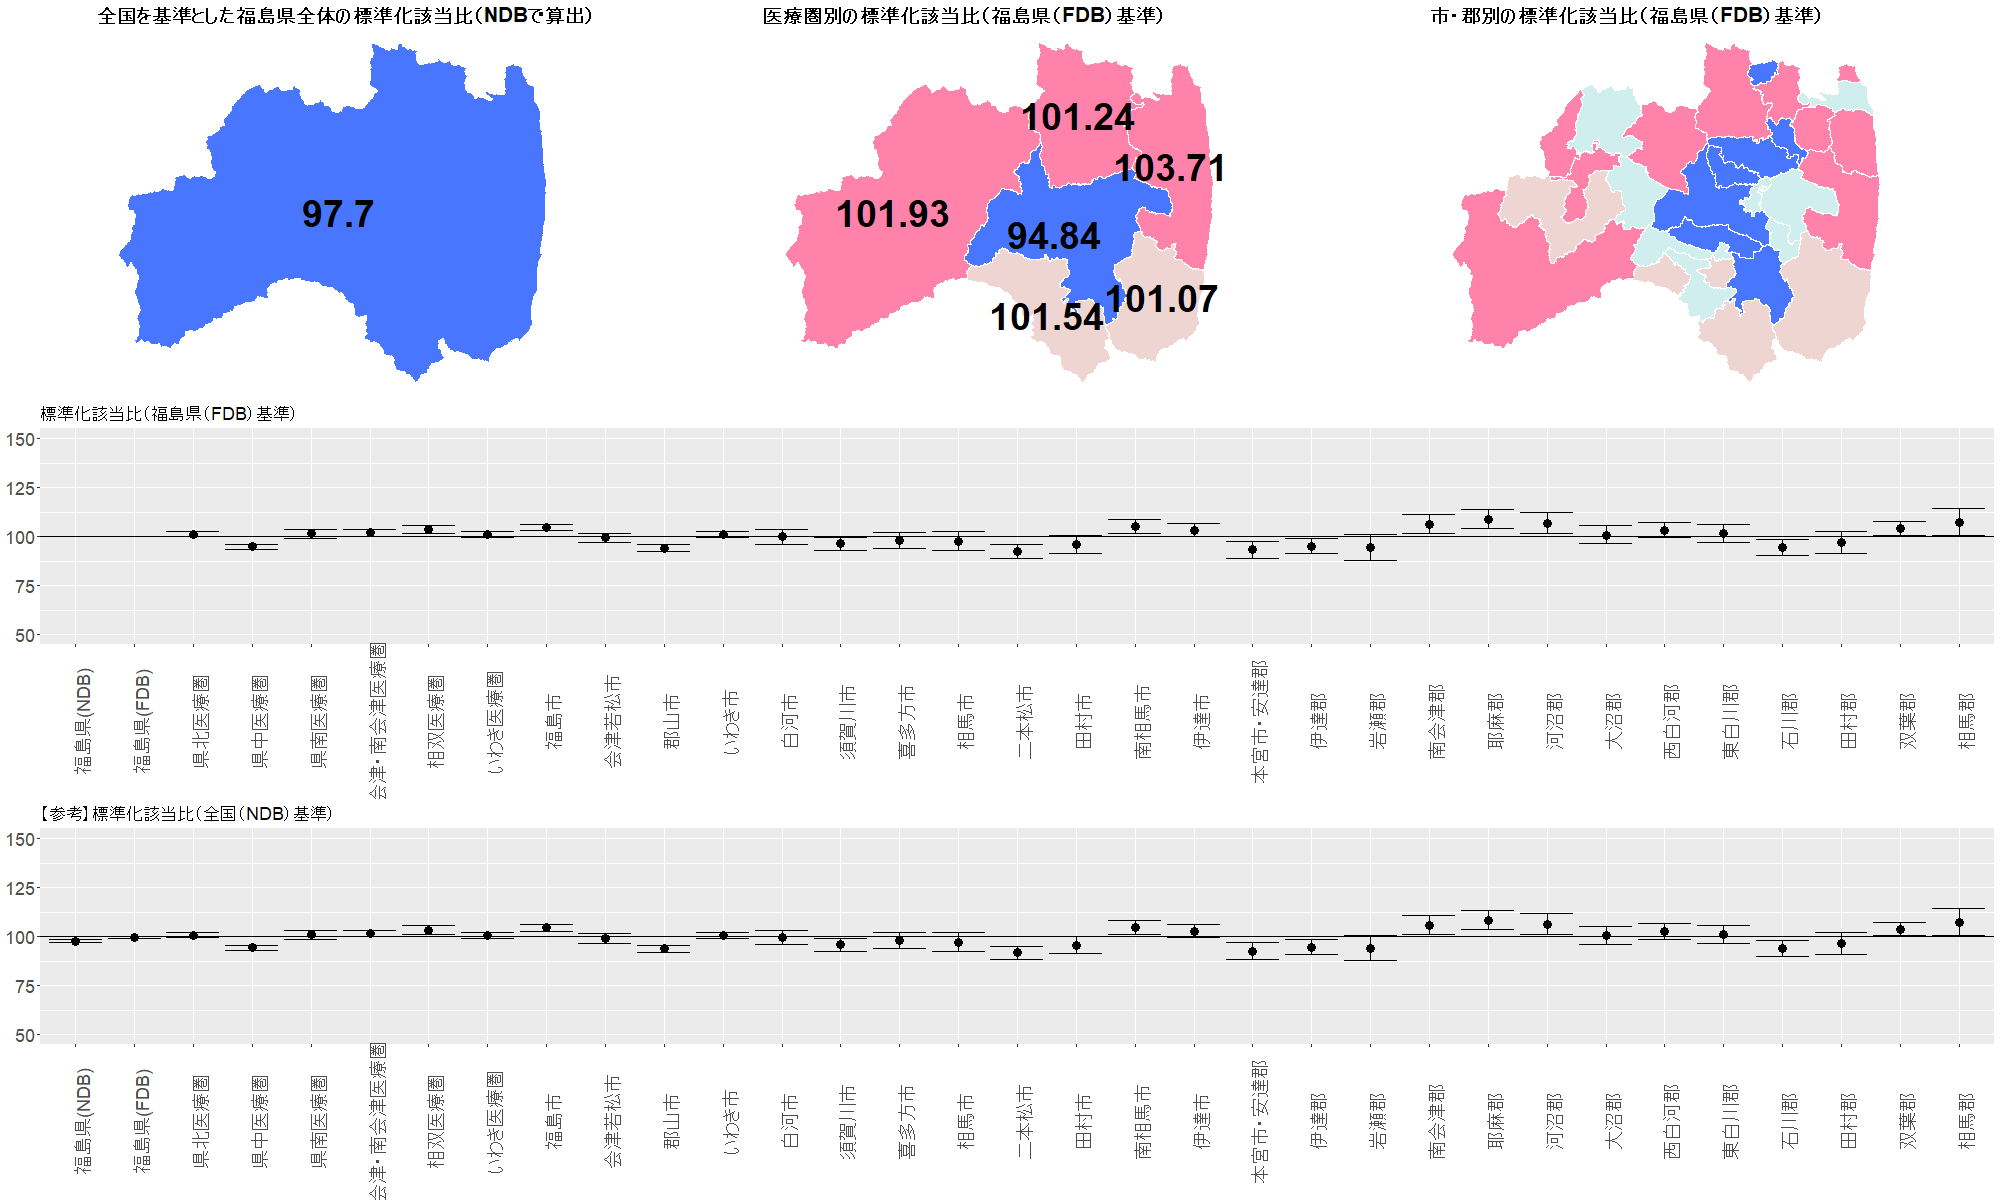 全国を基準とした福島県全体の標準化該当比（NDBで算出）
医療圏別の標準化該当比（福島県（FDB）基準）
市・郡別の標準化該当比（福島県（FDB）基準）
97.7
101.24
103.71
101.93
94.84
101.07
101.54
標準化該当比（福島県（FDB）基準）
150
125
100
75
50
福島県(NDB)
福島県(FDB)
県北医療圏
県中医療圏
県南医療圏
会津・南会津医療圏
相双医療圏
いわき医療圏
福島市
会津若松市
郡山市
いわき市
白河市
須賀川市
喜多方市
相馬市
二本松市
田村市
南相馬市
伊達市
本宮市・安達郡
伊達郡
岩瀬郡
南会津郡
耶麻郡
河沼郡
大沼郡
西白河郡
東白川郡
石川郡
田村郡
双葉郡
相馬郡
【参考】標準化該当比（全国（NDB）基準）
150
125
100
75
50
福島県(NDB)
福島県(FDB)
県北医療圏
県中医療圏
県南医療圏
会津・南会津医療圏
相双医療圏
いわき医療圏
福島市
会津若松市
郡山市
いわき市
白河市
須賀川市
喜多方市
相馬市
二本松市
田村市
南相馬市
伊達市
本宮市・安達郡
伊達郡
岩瀬郡
南会津郡
耶麻郡
河沼郡
大沼郡
西白河郡
東白川郡
石川郡
田村郡
双葉郡
相馬郡